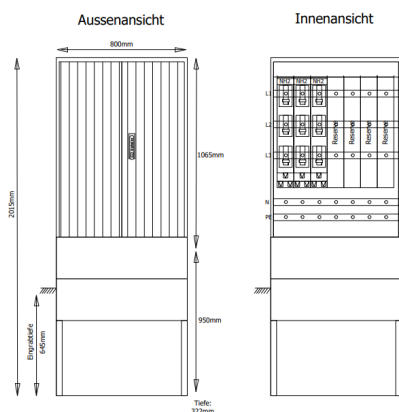 Aussenansicht
Innenansicht
800mm
NH2 NH2 NH2
L1
L2
L3
Reserve
Reserve
Reserve
Reserve
N
PE
2015mm
1065mm
950mm
Eingrabtiefe
645mm
Tiefe:
322mm